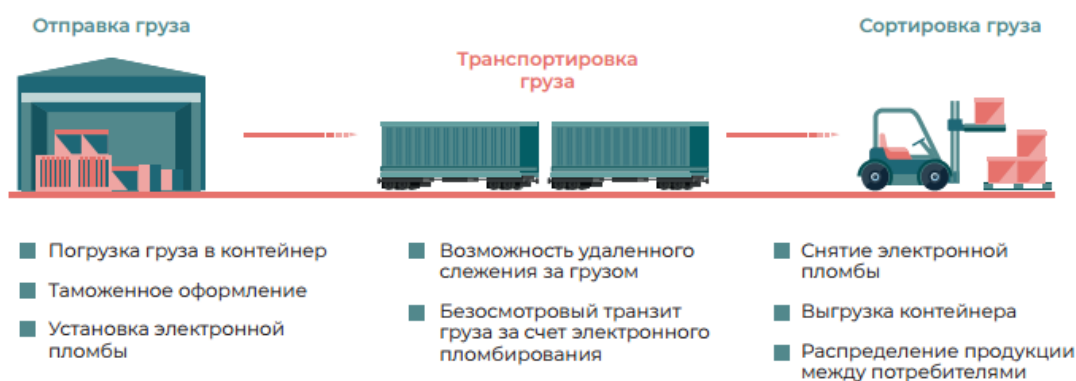 Отправка груза
Транспортировка
груза
Сортировка груза
Погрузка груза в контейнер
Таможенное оформление
Установка электронной
пломбы
Возможность удаленного
слежения за грузом
Безосмотровый транзит
груза за счет электронного
пломбирования
Снятие электронной
пломбы
Выгрузка контейнера
Распределение продукции
между потребителями